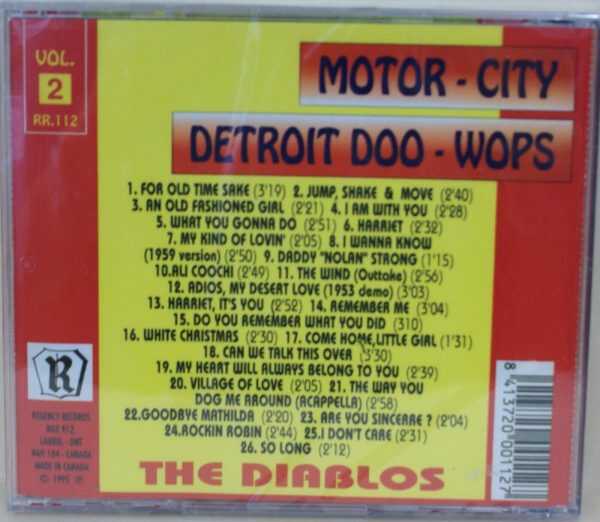 VOL.
2
RR.112
MOTOR - CITY
DETROIT DOO - WOPS
1. FOR OLD TIME SAKE (3'19) 2. JUMP, SHAKE & MOVE (2'40)
3. AN OLD FASHIONED GIRL (2'21) 4. I AM WITH YOU (2'28)
5. WHAT YOU GONNA DO (2'51) 6. HARRIET (2'32)
7. MY KIND OF LOVIN' (2'05) 8. I WANNA KNOW
(1959 version) (2'50) 9. DADDY "NOLAN" STRONG (1'15)
10.ALI COOCHI (2'49) 11. THE WIND (Outtake) (2'56)
12. ADIOS, MY DESERT LOVE (1953 demo) (3'03)
13. HARRIET, IT'S YOU (2'52) 14. REMEMBER ME (3'04)
15. DO YOU REMEMBER WHAT YOU DID (310)
16. WHITE CHRISTMAS (2'30) 17. COME HOME,LITTLE GIRL (1'31)
18. CAN WE TALK THIS OVER (3'30)
19. MY HEART WILL ALWAYS BELONG TO YOU (2'39)
20. VILLAGE OF LOVE (2'05) 21. THE WAY YOU
DOG ME AROUND (ACAPPELLA) (2'58)
22.GOODBYE MATHILDA (2'20) 23. ARE YOU SINCERRE ? (2'04)
24.ROCKIN ROBIN (2'44) 25.I DON'T CARE (2'31)
26. SO LONG (2'12)
THE DIABLOS
R
REGENCY RECORDS
BOX 912
CANADA
MADE IN CANADA
© 1995
8 413720 001127